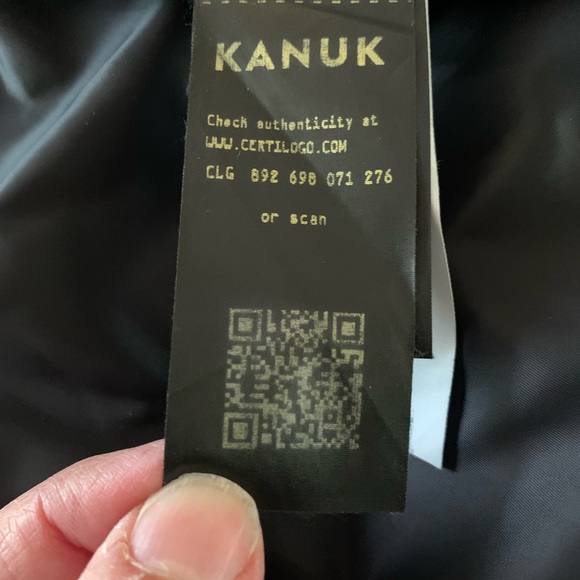 KANUK
Check authenticity at
WWW.CERTILOGO.COM
CLG 892 698 071 276
or scan